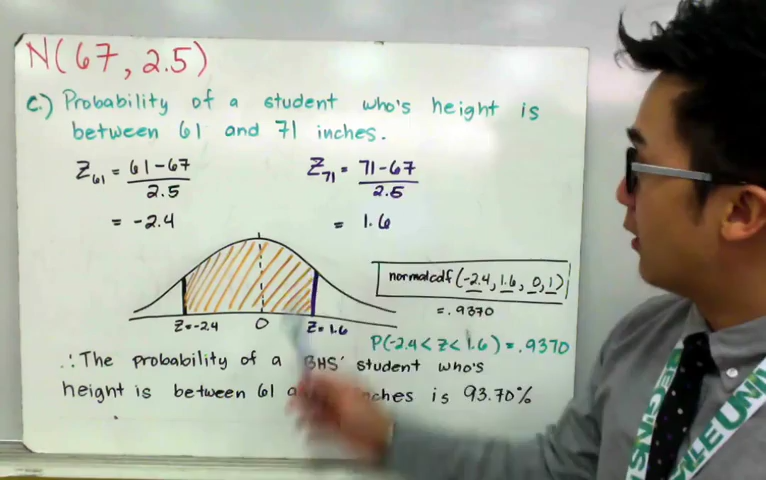 N(67, 2.5)
c.) Probability of a student who's height is
between 61 and 71 inches.
Z61 = 61-67 / 2.5
= -2.4
Z71 = 71-67 / 2.5
= 1.6
normalcdf(-2.4, 1.6, 0, 1)
= .9370
Z=-2.4 0 Z=1.6
P(-2.4 < Z < 1.6) = .9370
∴ The probability of a BHS' student who's
height is between 61 is 93.70%